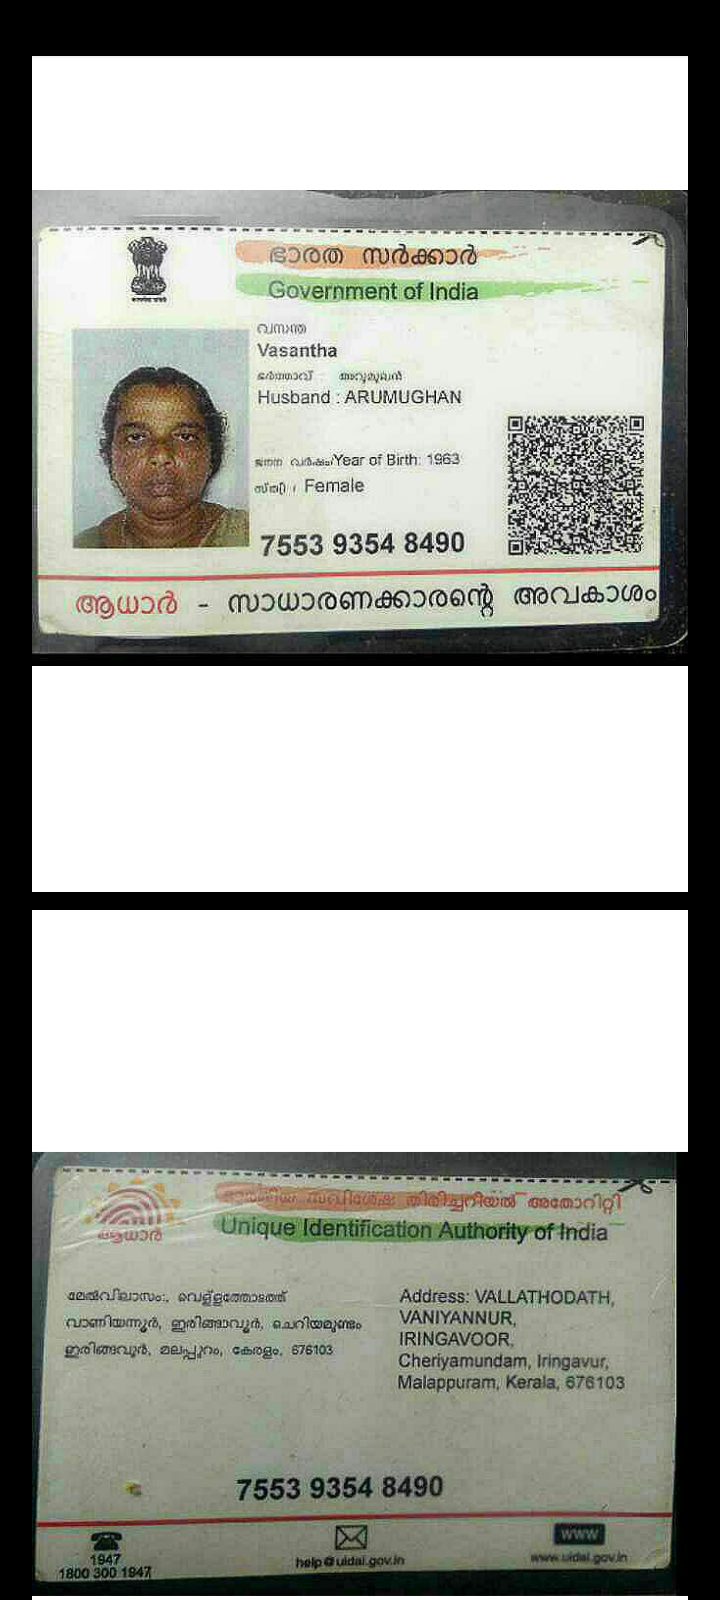 ഭാരത സർക്കാർ
Government of India
വസന്ത
Vasantha
ഭർത്താവ് : അറുമുഖൻ
Husband : ARUMUGHAN
ജനന വർഷം/Year of Birth: 1963
സ്ത്രീ / Female
7553 9354 8490
ആധാർ - സാധാരണക്കാരന്റെ അവകാശം
സവിശേഷ തിരിച്ചറിയൽ അതോറിറ്റി
ആധാർ
Unique Identification Authority of India
മേൽവിലാസം:, വെള്ളത്തോടത്ത്
വാണിയന്നൂർ, ഇരിങ്ങാവൂർ, ചെറിയമുണ്ടം
ഇരിങ്ങവുർ, മലപ്പുറം, കേരളം, 676103
Address: VALLATHODATH,
VANIYANNUR,
IRINGAVOOR,
Cheriyamundam, Iringavur,
Malappuram, Kerala, 676103
7553 9354 8490
1947
1800 300 1947
help@uidai.gov.in
WWW
www.uidai.gov.in